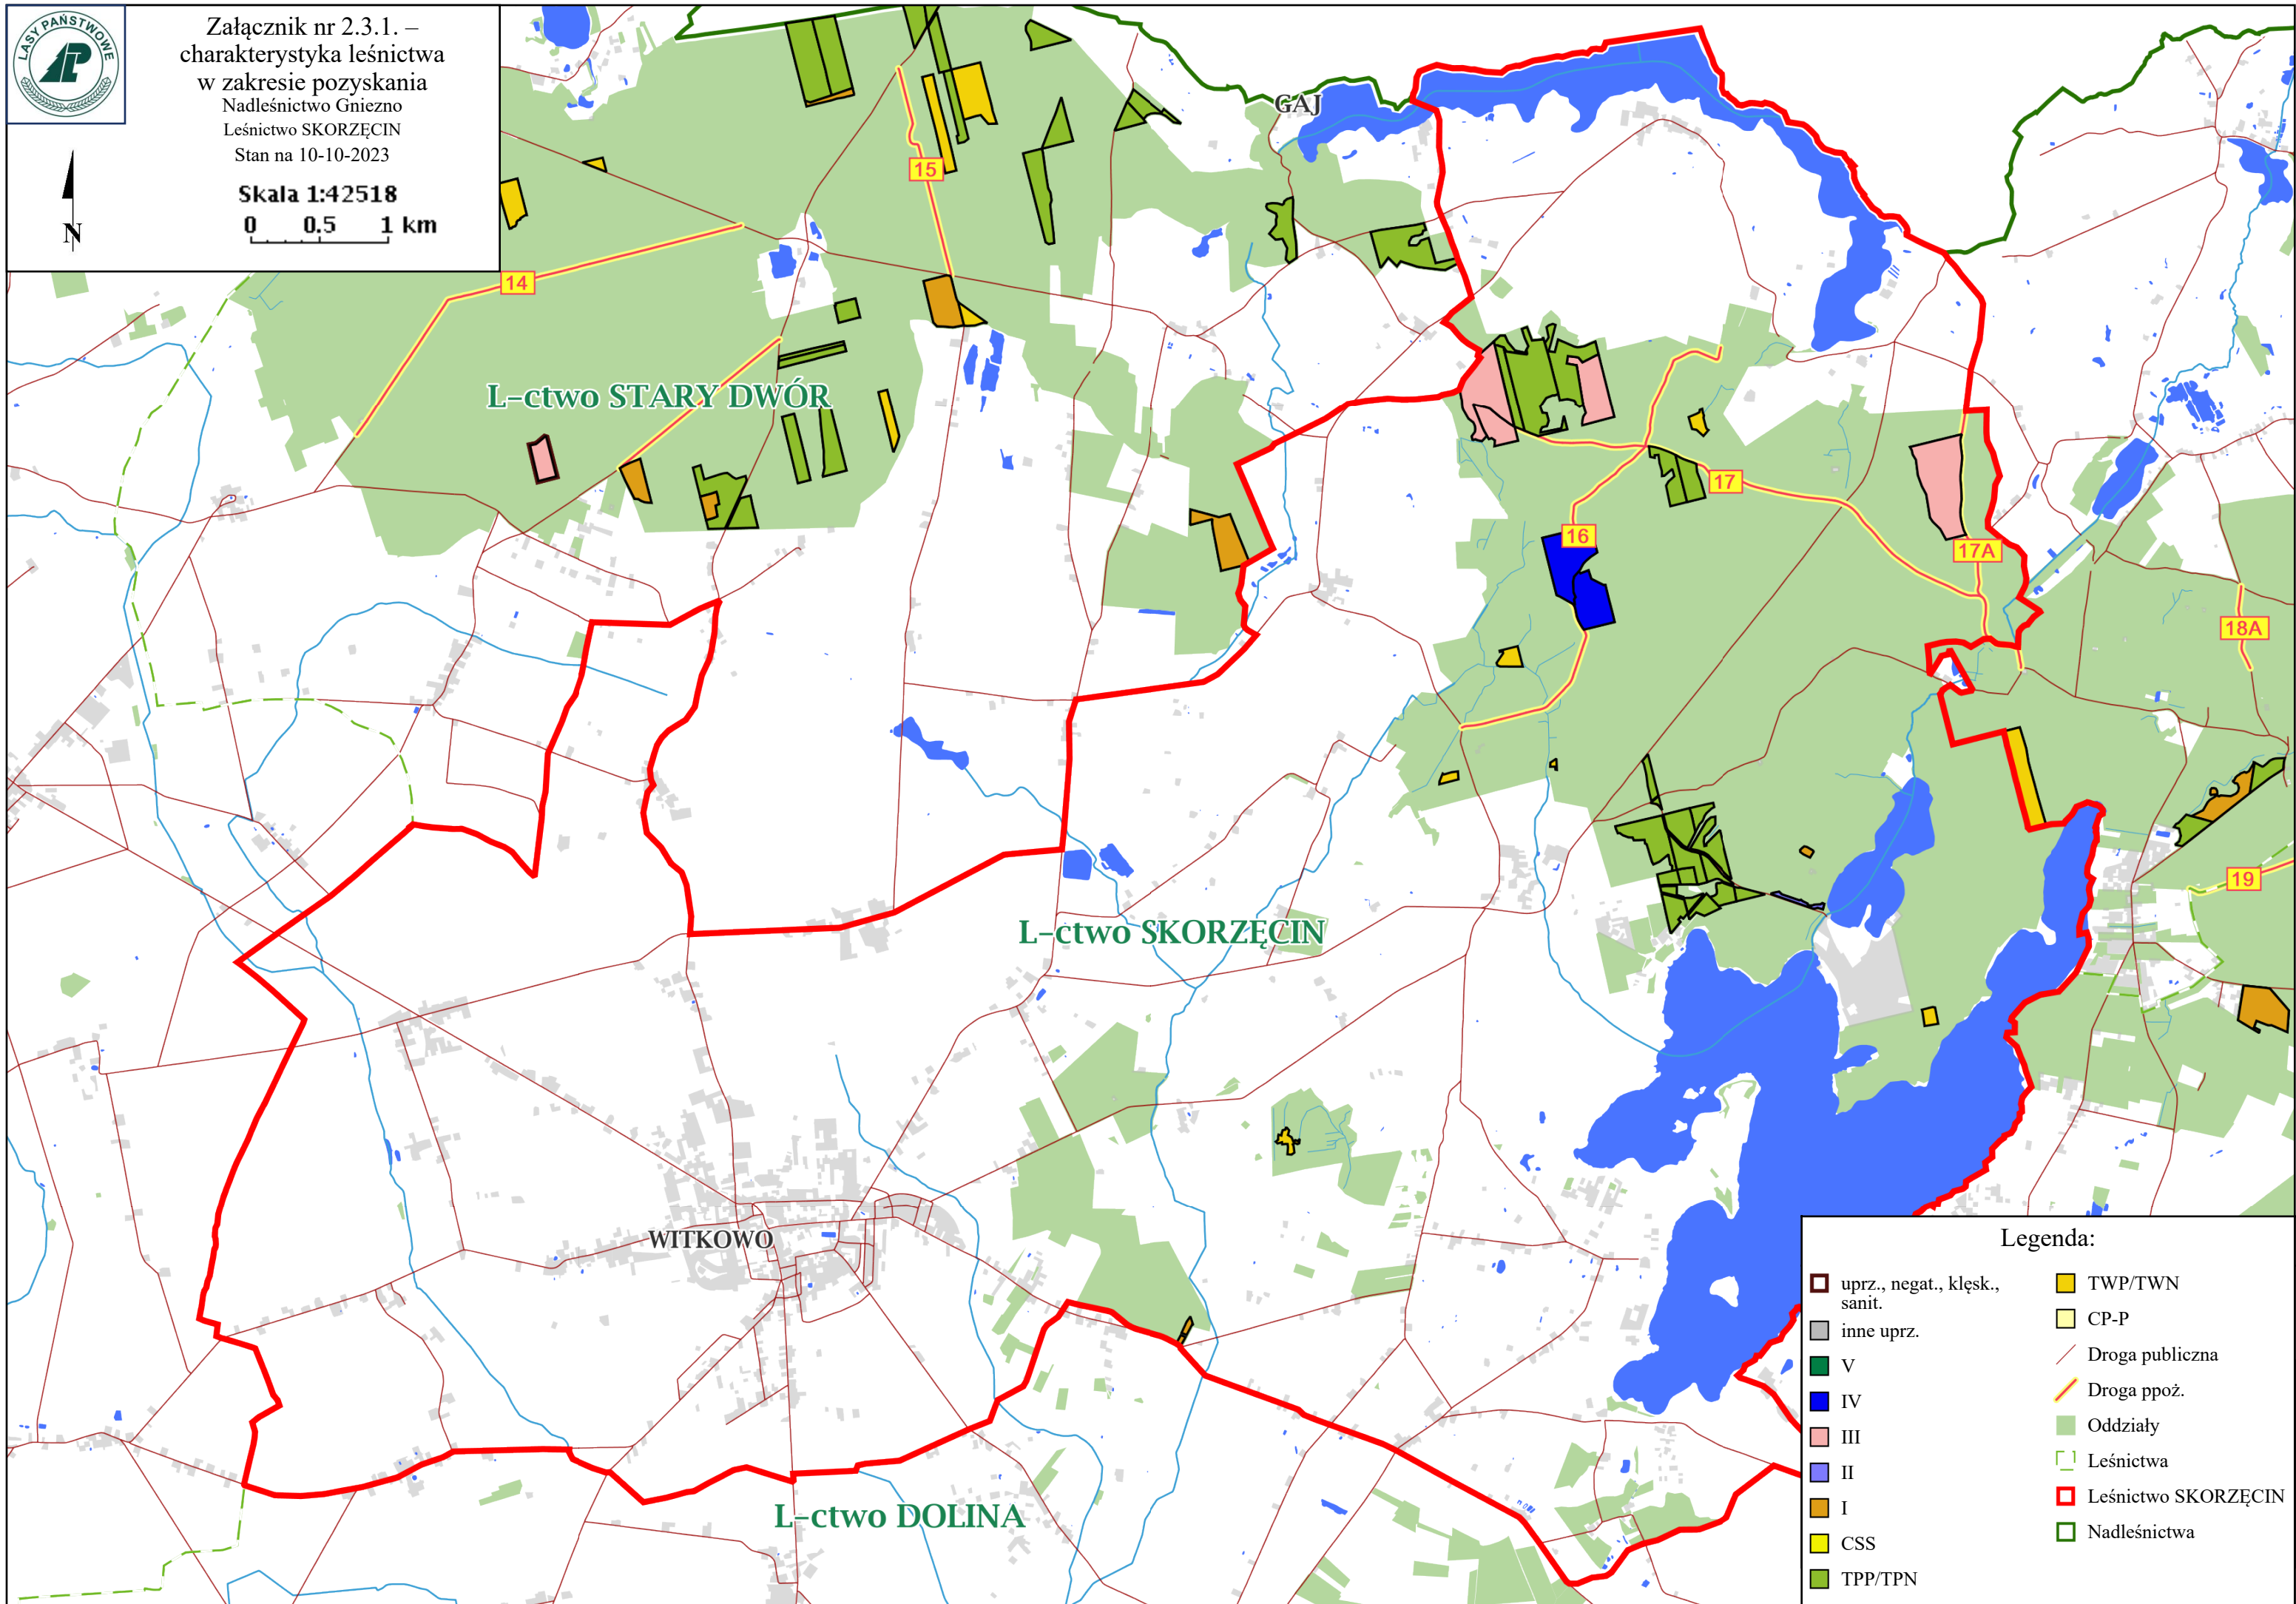 LASY PAŃSTWOWE
LP
Załącznik nr 2.3.1. –
charakterystyka leśnictwa
w zakresie pozyskania
Nadleśnictwo Gniezno
Leśnictwo SKORZĘCIN
Stan na 10-10-2023
Skala 1:42518
0 0.5 1 km
N
GAJ
15
14
L-ctwo STARY DWÓR
17
16
17A
18A
19
L-ctwo SKORZĘCIN
WITKOWO
L-ctwo DOLINA
Legenda:
uprz., negat., klęsk.,
sanit.
inne uprz.
V
IV
III
II
I
CSS
TPP/TPN
TWP/TWN
CP-P
Droga publiczna
Droga ppoż.
Oddziały
Leśnictwa
Leśnictwo SKORZĘCIN
Nadleśnictwa